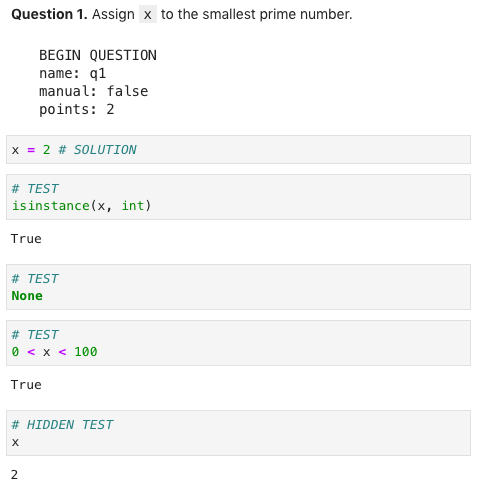 Question 1. Assign x to the smallest prime number.
BEGIN QUESTION
name: q1
manual: false
points: 2
x = 2 # SOLUTION
# TEST
isinstance(x, int)
True
# TEST
None
# TEST
0 < x < 100
True
# HIDDEN TEST
x
2